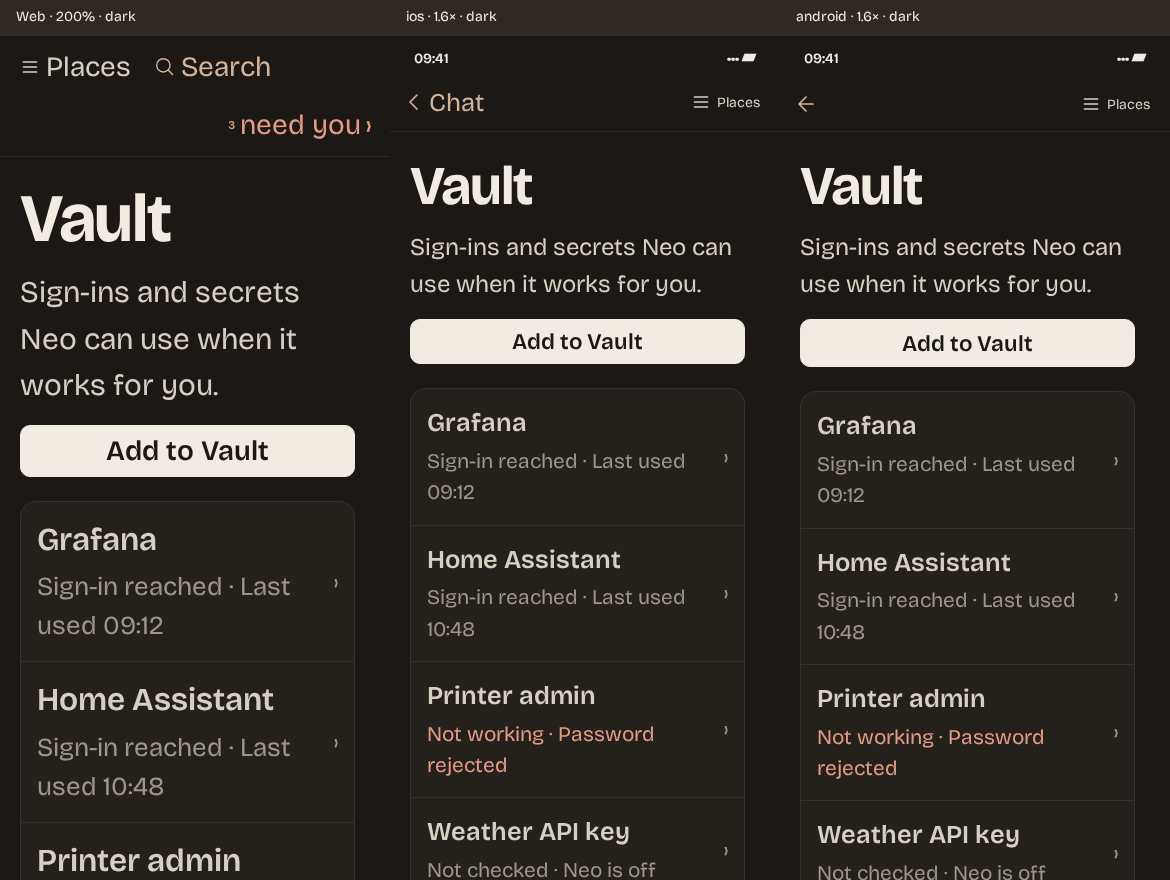 Web · 200% · dark
Places
Search
3 need you ›
Vault
Sign-ins and secrets
Neo can use when it
works for you.
Add to Vault
Grafana
Sign-in reached · Last
used 09:12
Home Assistant
Sign-in reached · Last
used 10:48
Printer admin
ios · 1.6× · dark
09:41
Chat
Places
Vault
Sign-ins and secrets Neo can
use when it works for you.
Add to Vault
Grafana
Sign-in reached · Last used
09:12
Home Assistant
Sign-in reached · Last used
10:48
Printer admin
Not working · Password
rejected
Weather API key
Not checked · Neo is off
android · 1.6× · dark
09:41
Places
Vault
Sign-ins and secrets Neo can
use when it works for you.
Add to Vault
Grafana
Sign-in reached · Last used
09:12
Home Assistant
Sign-in reached · Last used
10:48
Printer admin
Not working · Password
rejected
Weather API key
Not checked · Neo is off